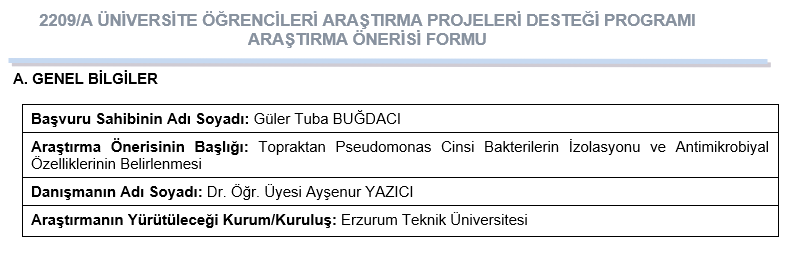 2209/A ÜNİVERSİTE ÖĞRENCİLERİ ARAŞTIRMA PROJELERİ DESTEĞİ PROGRAMI
ARAŞTIRMA ÖNERİSİ FORMU
A. GENEL BİLGİLER
Başvuru Sahibinin Adı Soyadı: Güler Tuba BUĞDACI
Araştırma Önerisinin Başlığı: Topraktan Pseudomonas Cinsi Bakterilerin İzolasyonu ve Antimikrobiyal
Özelliklerinin Belirlenmesi
Danışmanın Adı Soyadı: Dr. Öğr. Üyesi Ayşenur YAZICI
Araştırmanın Yürütüleceği Kurum/Kuruluş: Erzurum Teknik Üniversitesi